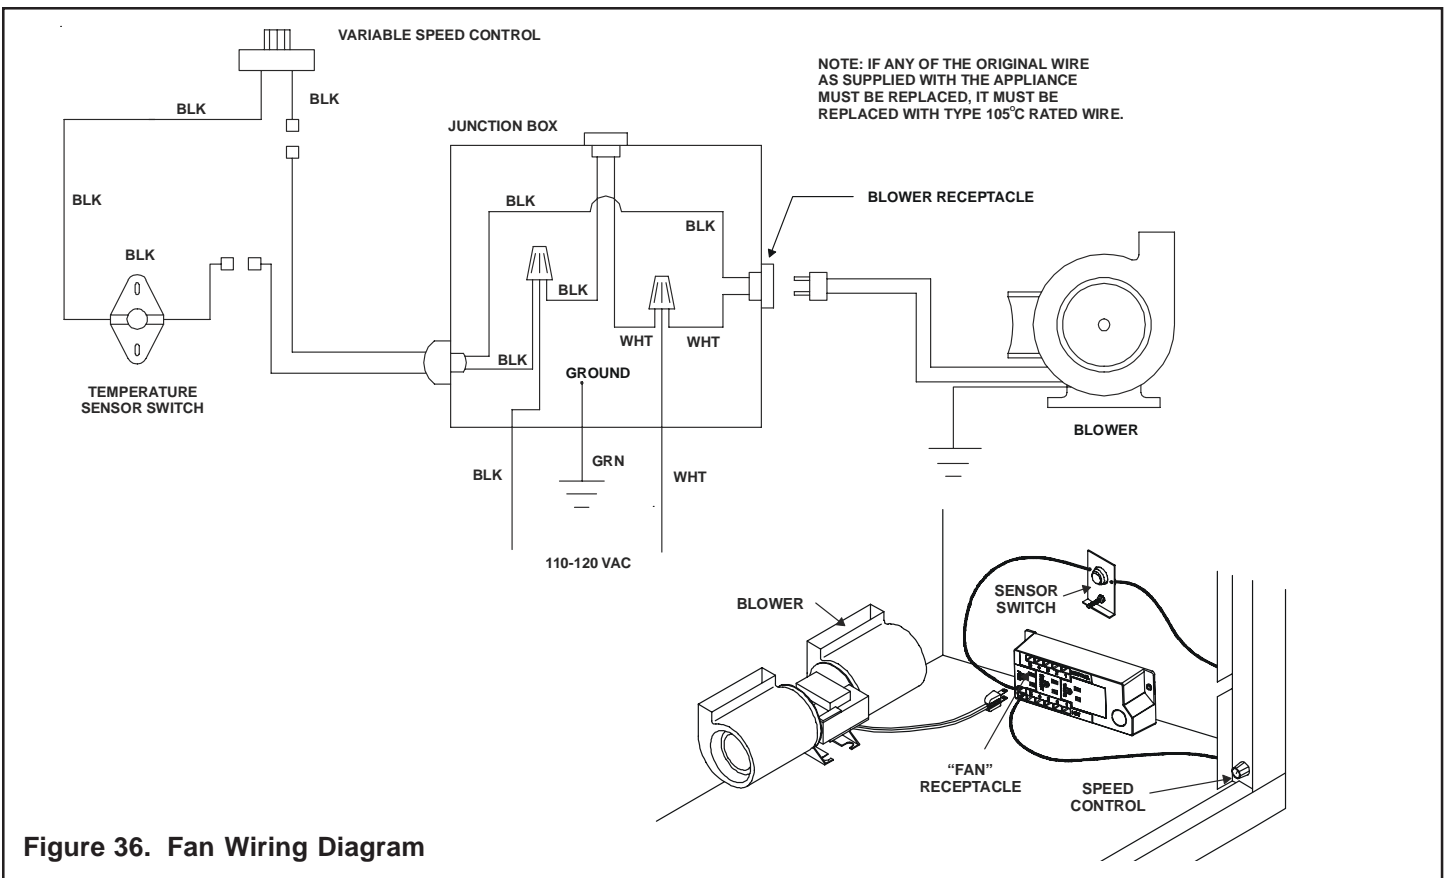 VARIABLE SPEED CONTROL
NOTE: IF ANY OF THE ORIGINAL WIRE
AS SUPPLIED WITH THE APPLIANCE
MUST BE REPLACED, IT MUST BE
REPLACED WITH TYPE 105°C RATED WIRE.
BLK
BLK
JUNCTION BOX
BLK
BLK
BLOWER RECEPTACLE
BLK
BLK
BLK
BLK
WHT
WHT
BLK
GROUND
TEMPERATURE
SENSOR SWITCH
BLOWER
GRN
BLK
WHT
110-120 VAC
BLOWER
SENSOR
SWITCH
“FAN”
RECEPTACLE
SPEED
CONTROL
Figure 36. Fan Wiring Diagram